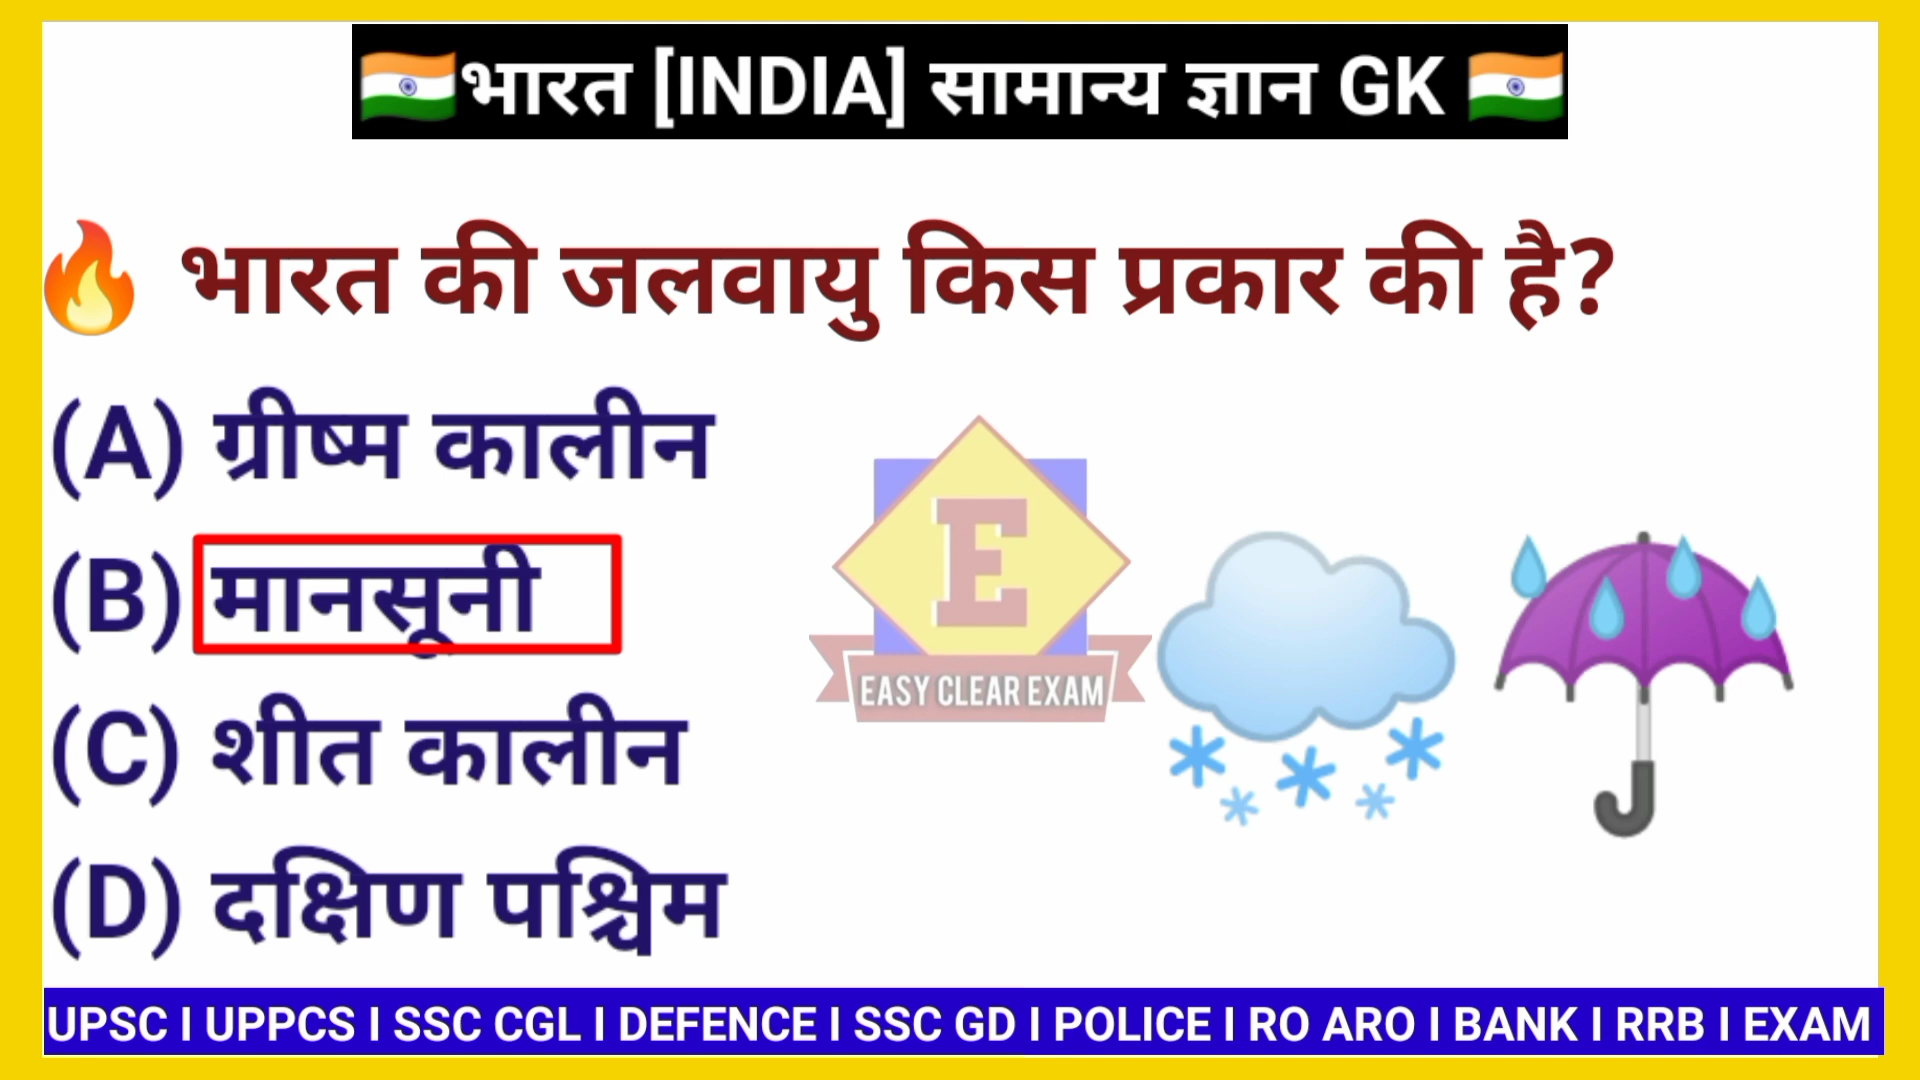 भारत [INDIA] सामान्य ज्ञान GK
भारत की जलवायु किस प्रकार की है?
(A) ग्रीष्म कालीन
(B) मानसूनी
(C) शीत कालीन
(D) दक्षिण पश्चिम
E
EASY CLEAR EXAM
UPSC I UPPCS I SSC CGL I DEFENCE I SSC GD I POLICE I RO ARO I BANK I RRB I EXAM